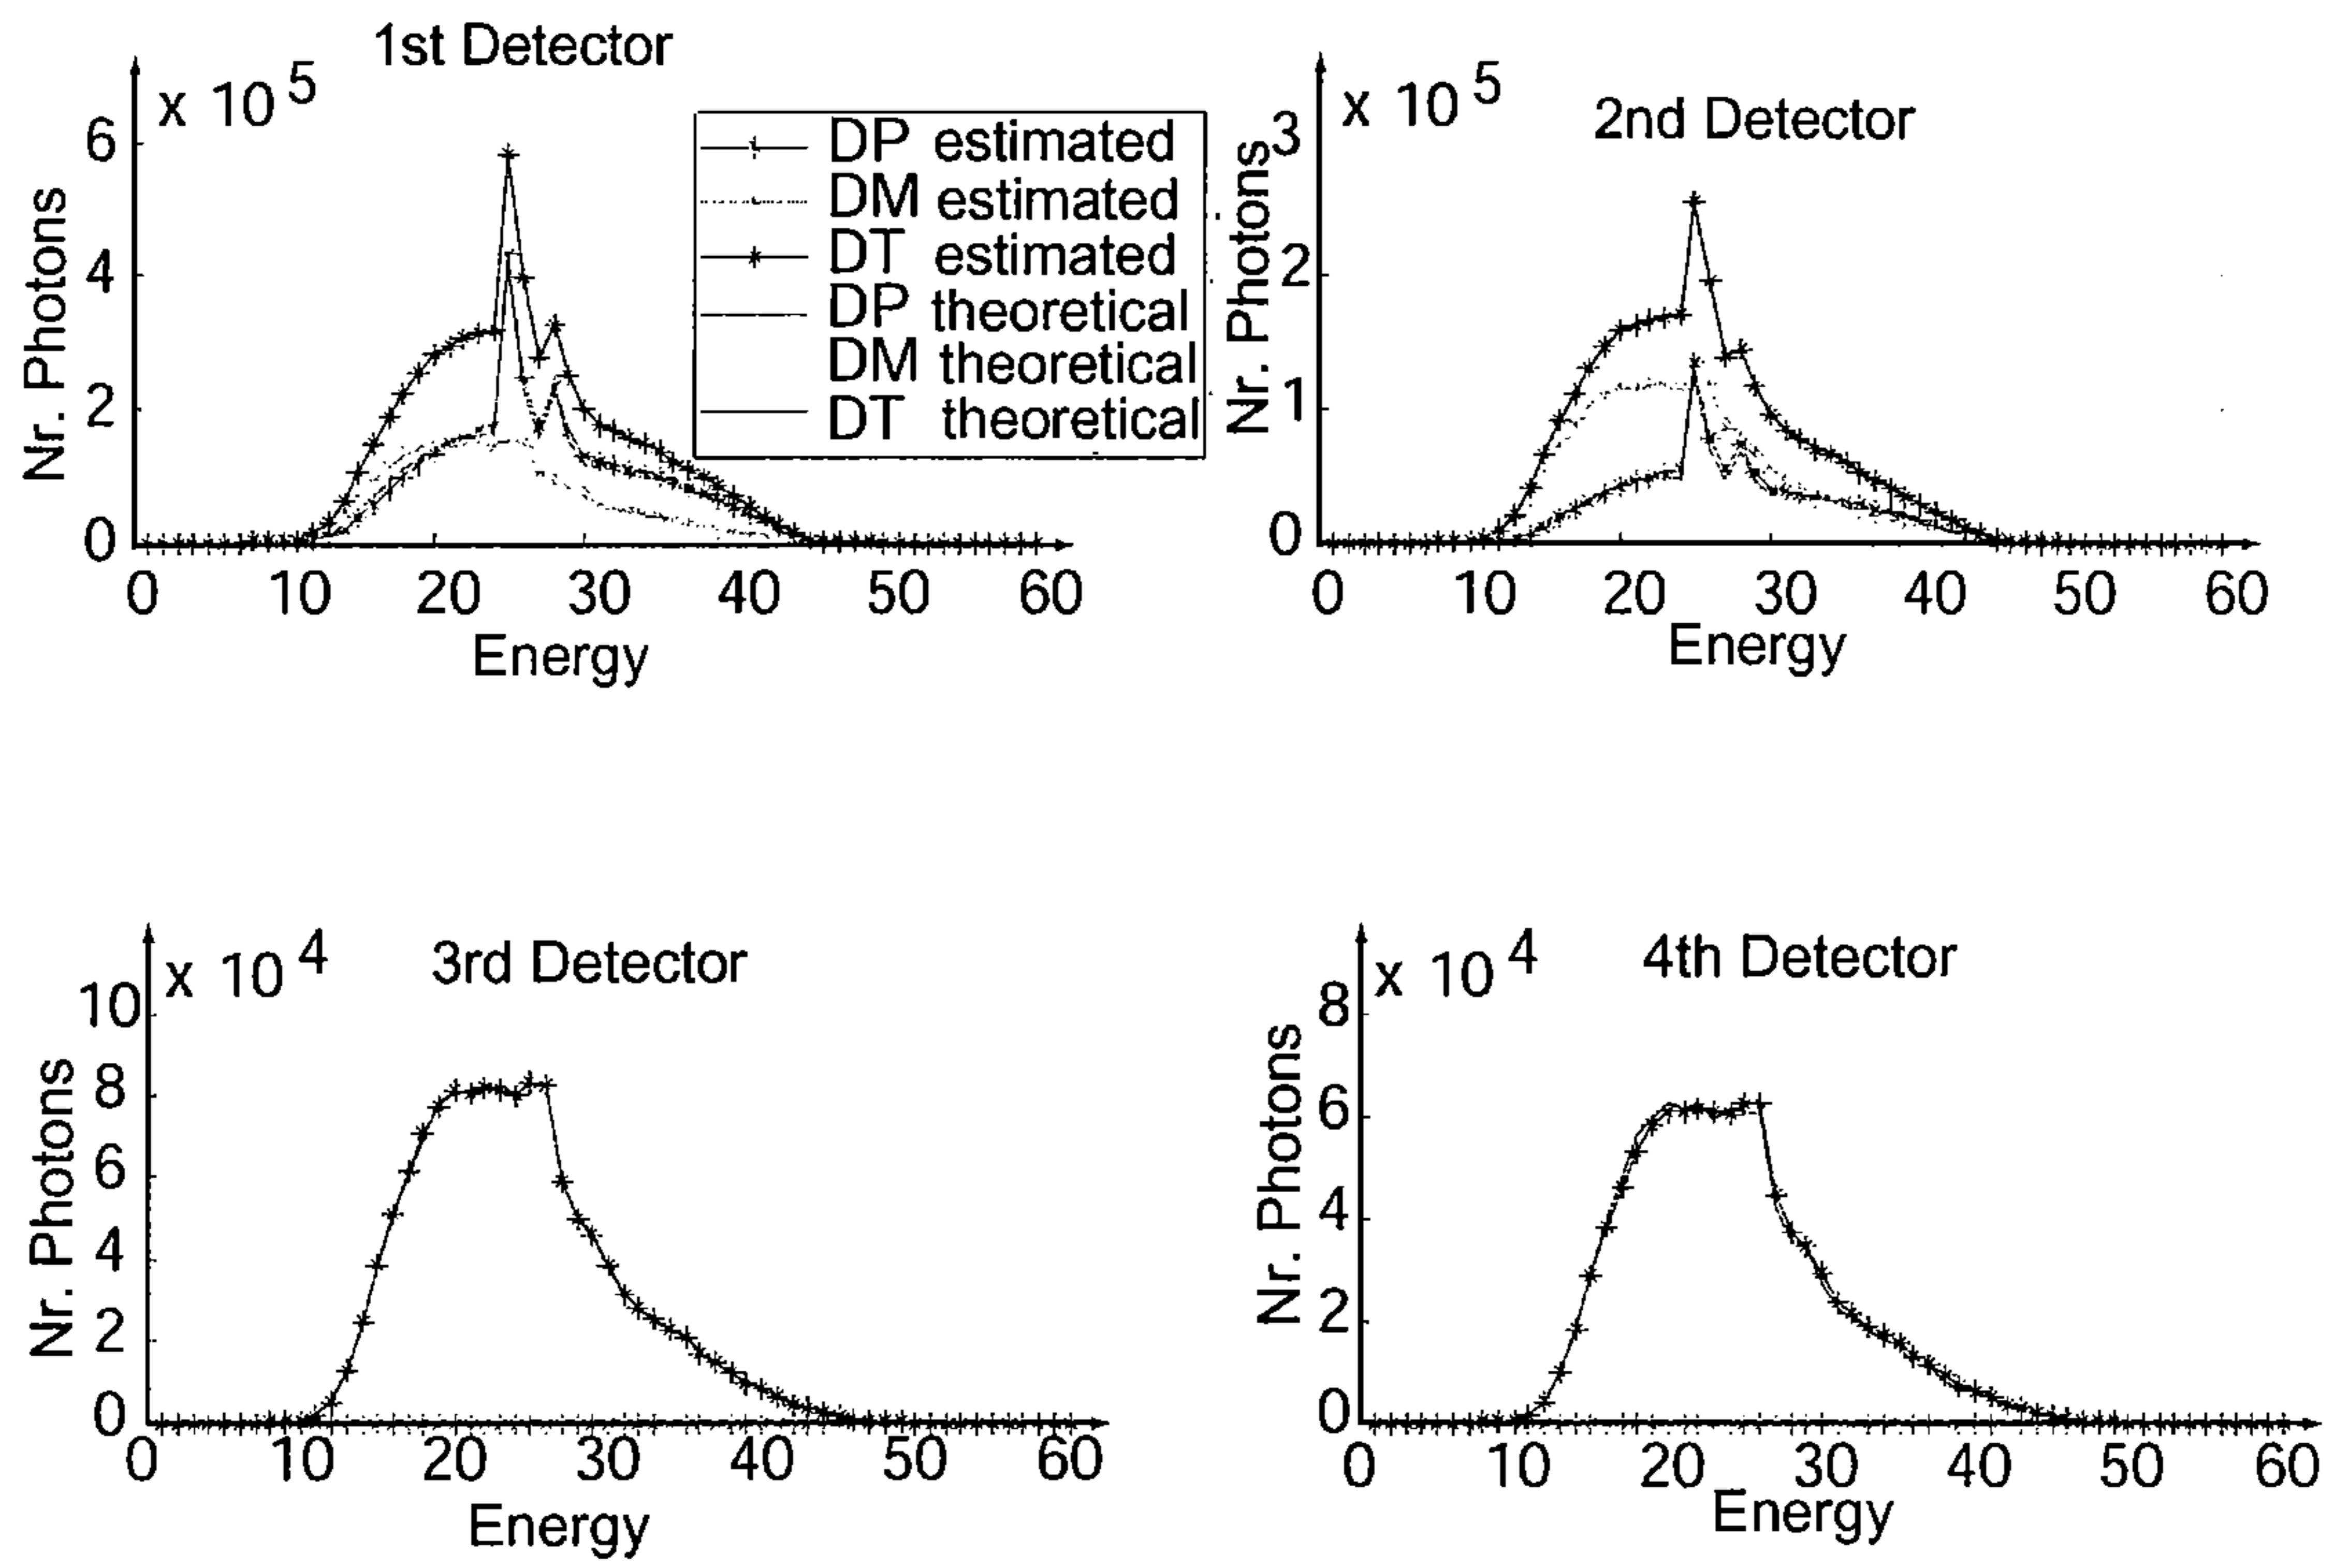 1st Detector
x 10 5
6
4
2
0
Nr. Photons
0 10 20 30 40 50 60
Energy
DP estimated
DM estimated
DT estimated
DP theoretical
DM theoretical
DT theoretical
2nd Detector
x 10 5
3
2
1
0
Nr. Photons
0 10 20 30 40 50 60
Energy
3rd Detector
x 10 4
10
8
6
4
2
0
Nr. Photons
0 10 20 30 40 50 60
Energy
4th Detector
x 10 4
8
6
4
2
0
Nr. Photons
0 10 20 30 40 50 60
Energy